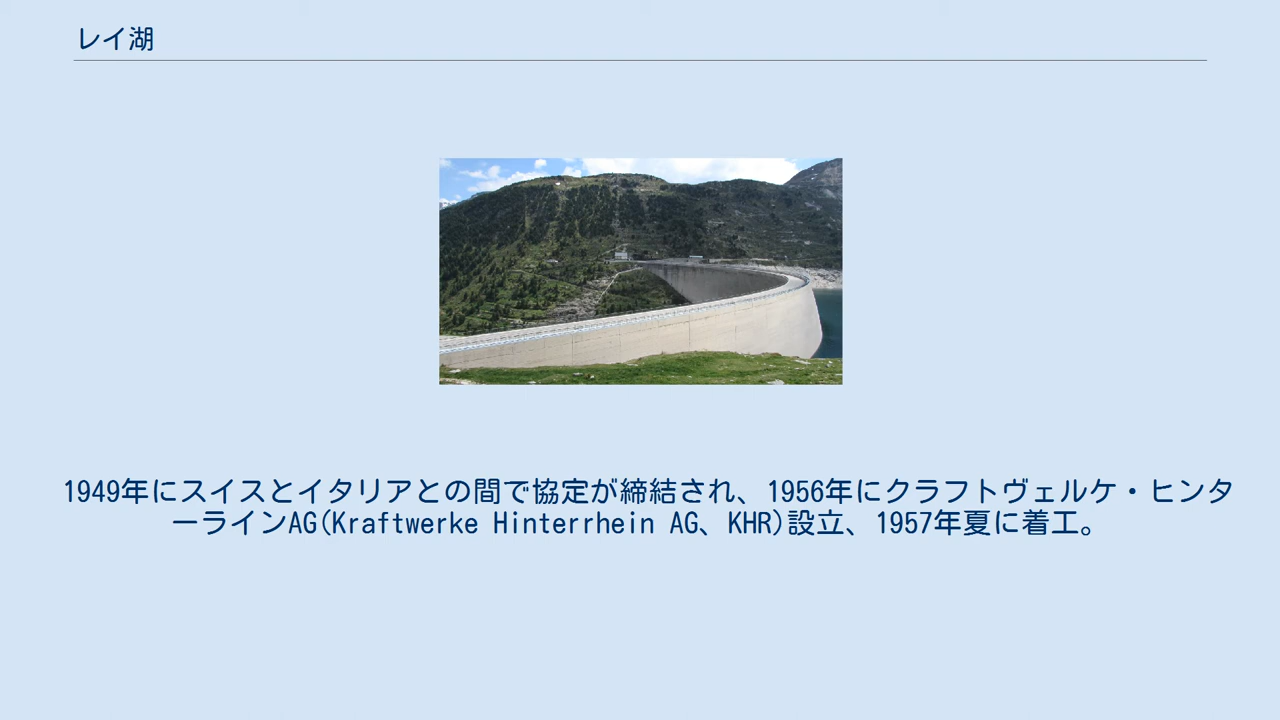 レイ湖
1949年にスイスとイタリアとの間で協定が締結され、1956年にクラフトヴェルケ・ヒンタ
ーラインAG(Kraftwerke Hinterrhein AG、KHR)設立、1957年夏に着工。